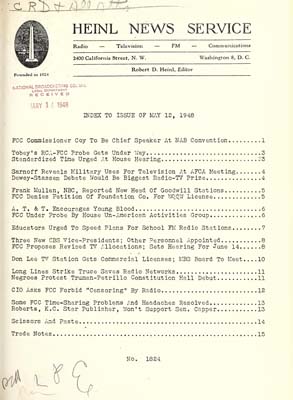 CRD
HEINL NEWS SERVICE
Radio — Television — FM — Communications
2400 California Street, N. W. Washington 8, D. C.
Robert D. Heinl, Editor
Founded in 1924
NATIONAL BROADCASTING CO. INC.
LEGAL DEPARTMENT
RECEIVED
MAY 14 1948
INDEX TO ISSUE OF MAY 12, 1948
FCC Commissioner Coy To Be Chief Speaker At NAB Convention.........1
Tobey's RCA-FCC Probe Gets Under Way.........3
Standardized Time Urged At House Hearing.........3
Sarnoff Reveals Military Uses For Television At AFCA Meeting.......4
Dewey-Stassen Debate Would Be Biggest Radio-TV Prize.........4
Frank Mullen, NBC, Reported New Head Of Goodwill Stations.........5
FCC Denies Petition Of Foundation Co. For WQQW License.........5
A. T. & T. Encourages Young Blood.........6
FCC Under Probe By House Un-American Activities Group.........6
Educators Urged To Speed Plans For School FM Radio Stations........7
Three New CBS Vice-Presidents; Other Personnel Appointed.........8
FCC Proposes Revised TV Allocations; Sets Hearing For June 14......8
Don Lee TV Station Gets Commercial Licenses; MBS Board To Meet....10
Long Lines Strike Truce Saves Radio Networks.........11
Negroes Protest Truman-Petrillo Constitution Hall Debut.........11
CIO Asks FCC Forbid "Censoring" By Radio.........12
Some FCC Time-Sharing Problems And Headaches Resolved.........13
Roberts, K.C. Star Publisher, Won't Support Sen. Capper.........13
Scissors And Paste.........14
Trade Notes.........15
No. 1824